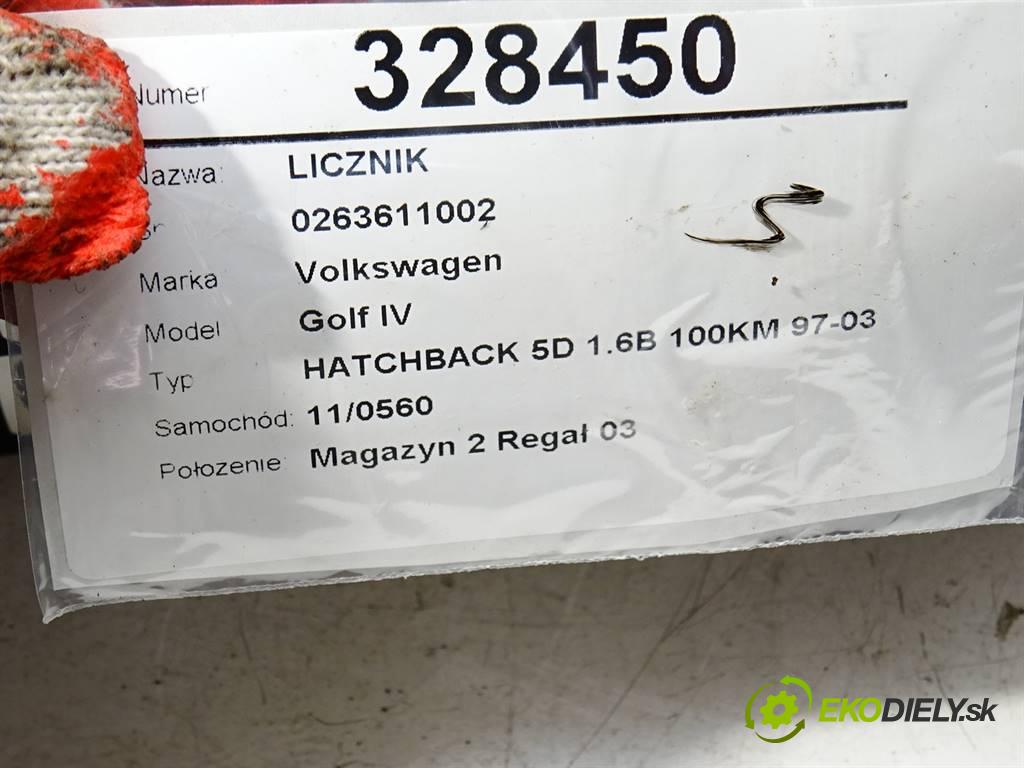 Numer 328450
Nazwa: LICZNIK
0263611002
Marka Volkswagen
Model Golf IV
Typ HATCHBACK 5D 1.6B 100KM 97-03
Samochód: 11/0560
Położenie: Magazyn 2 Regał 03
EKODIELY.sk